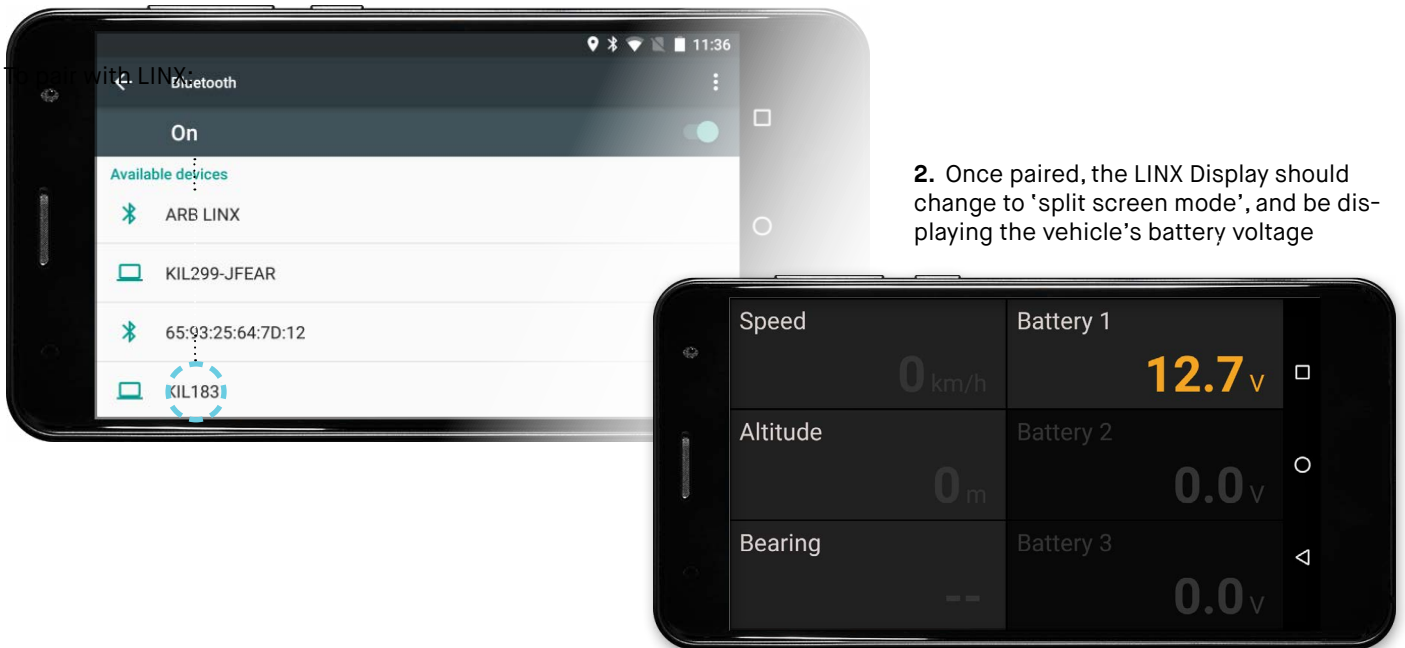 11:36
To pair with LINX:
Bluetooth
On
Available devices
ARB LINX
KIL299-JFEAR
65:93:25:64:7D:12
KIL183
2. Once paired, the LINX Display should
change to ‘split screen mode’, and be dis-
playing the vehicle’s battery voltage
Speed
0 km/h
Battery 1
12.7 V
Altitude
0 m
Battery 2
0.0 V
Bearing
--
Battery 3
0.0 V